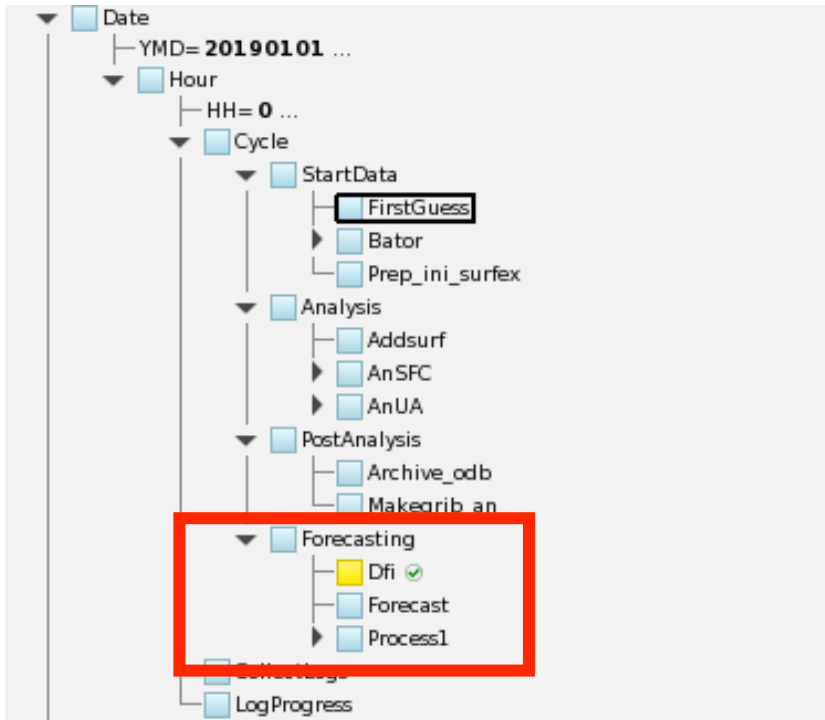 Date
YMD= 20190101 ...
Hour
HH= 0 ...
Cycle
StartData
FirstGuess
Bator
Prep_ini_surfex
Analysis
Addsurf
AnSFC
AnUA
PostAnalysis
Archive_odb
Makegrib_an
Forecasting
Dfi
Forecast
Process1
LogProgress